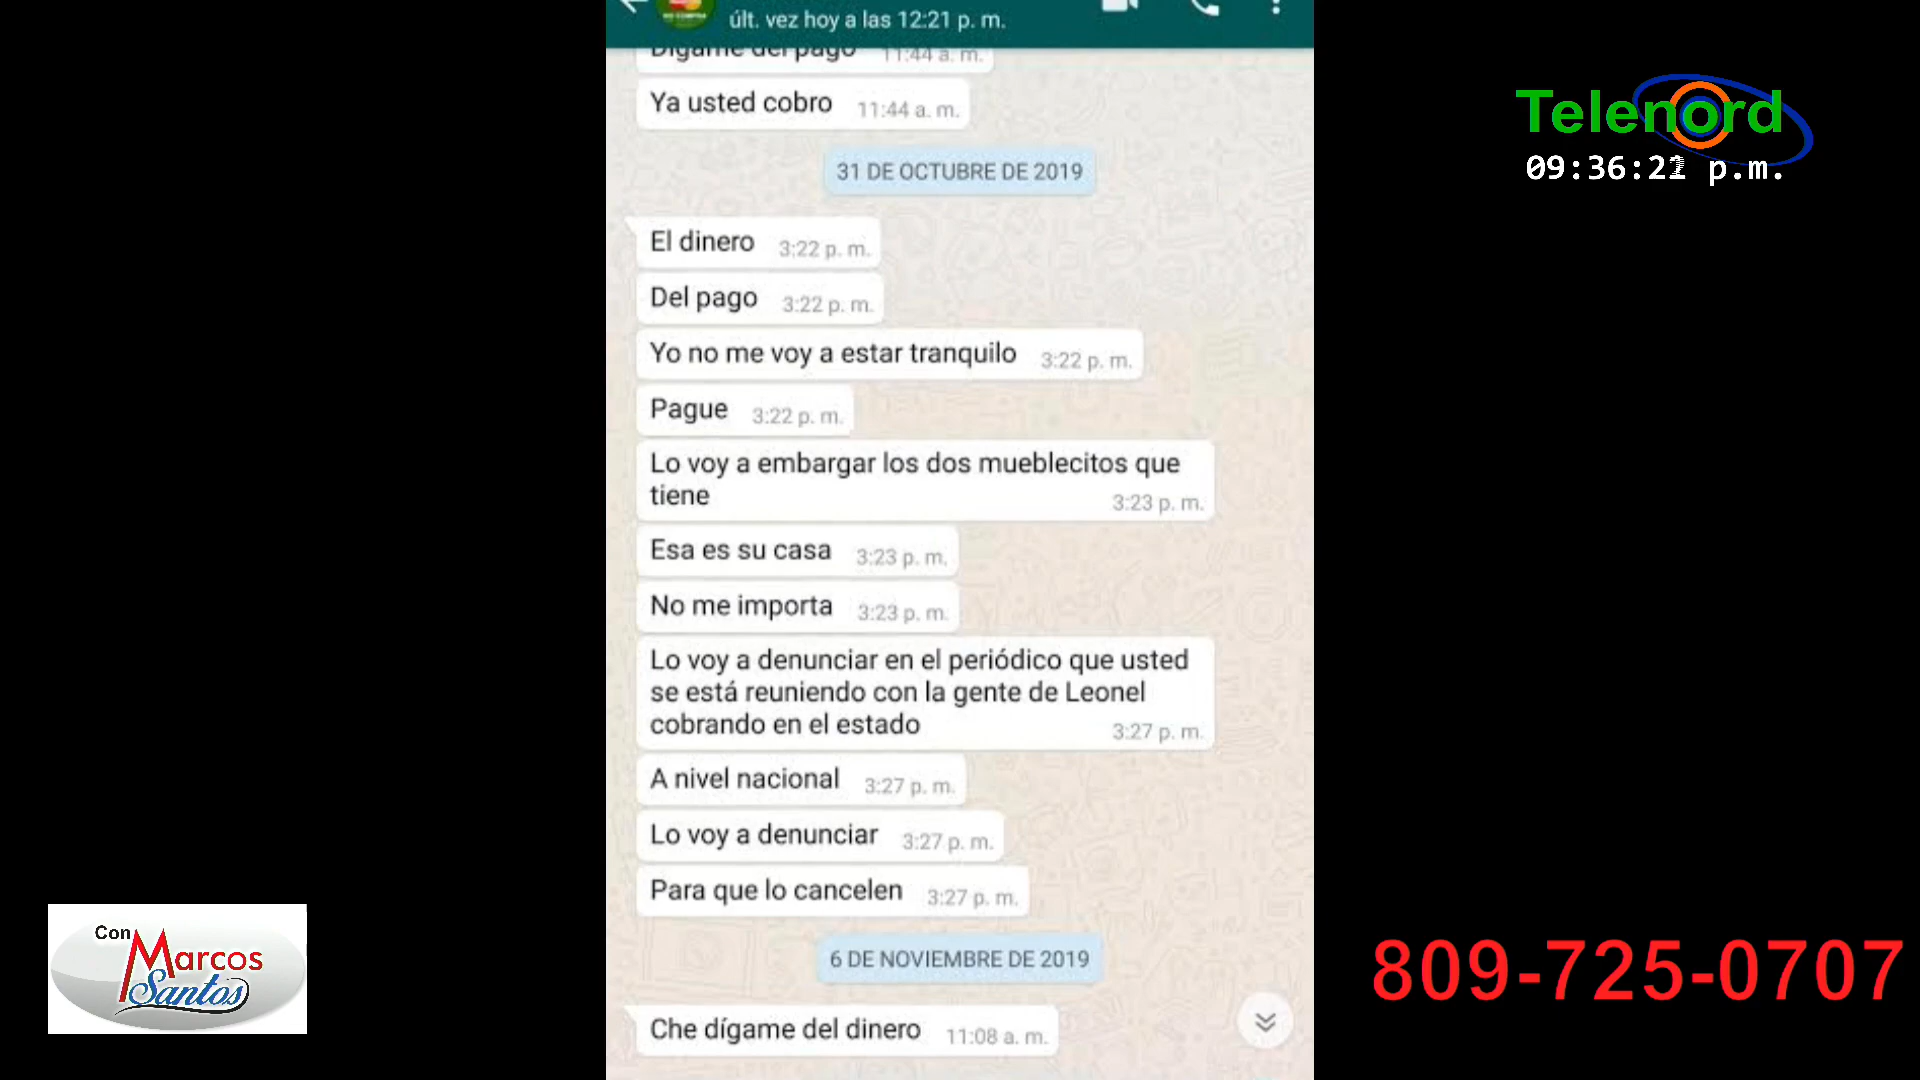 últ. vez hoy a las 12:21 p. m.
Dígame del pago 11:44 a. m.
Ya usted cobro 11:44 a. m.
31 DE OCTUBRE DE 2019
El dinero 3:22 p. m.
Del pago 3:22 p. m.
Yo no me voy a estar tranquilo 3:22 p. m.
Pague 3:22 p. m.
Lo voy a embargar los dos mueblecitos que
tiene 3:23 p. m.
Esa es su casa 3:23 p. m.
No me importa 3:23 p. m.
Lo voy a denunciar en el periódico que usted
se está reuniendo con la gente de Leonel
cobrando en el estado 3:27 p. m.
A nivel nacional 3:27 p. m.
Lo voy a denunciar 3:27 p. m.
Para que lo cancelen 3:27 p. m.
6 DE NOVIEMBRE DE 2019
Che dígame del dinero 11:08 a. m.
Telenord
09:36:21 p.m.
Con
Marcos
Santos
809-725-0707